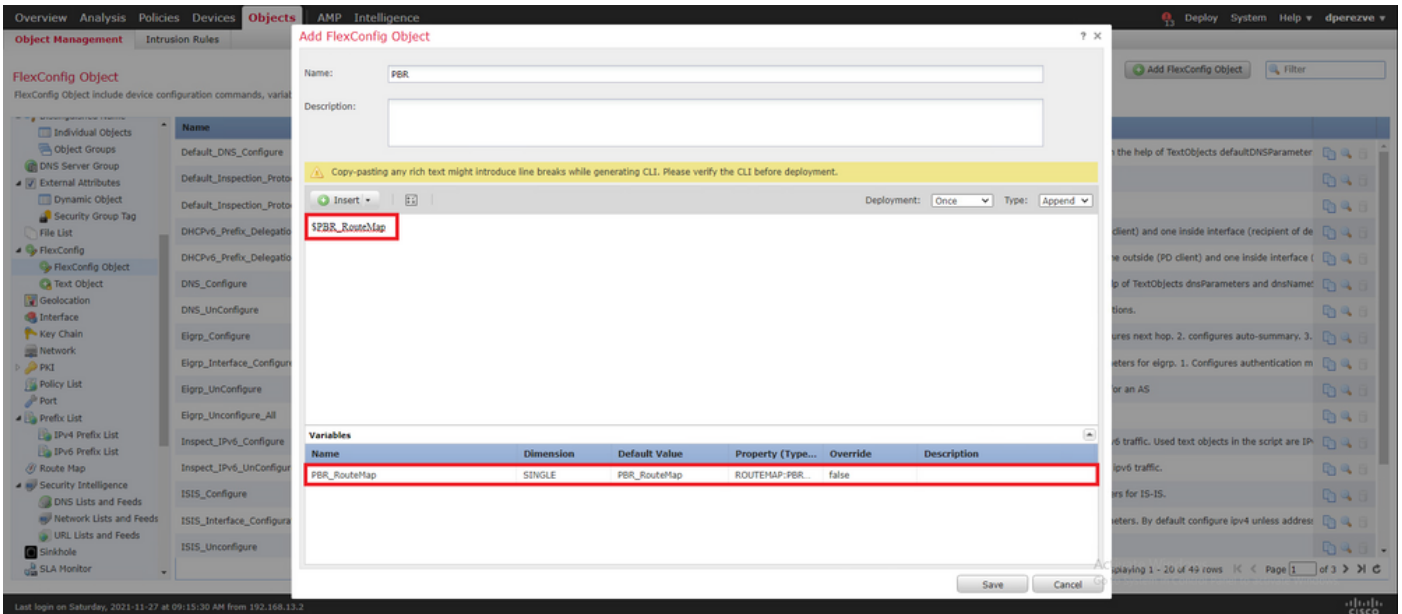 Overview Analysis Policies Devices Objects AMP Intelligence
13 Deploy System Help dperezve
Object Management Intrusion Rules
Add FlexConfig Object
FlexConfig Object
FlexConfig Object include device configuration commands, variab
Add FlexConfig Object Filter
Name: PBR
Description:
Copy-pasting any rich text might introduce line breaks while generating CLI. Please verify the CLI before deployment.
Insert
Deployment: Once Type: Append
$PBR_RouteMap
Individual Objects
Object Groups
DNS Server Group
External Attributes
Dynamic Object
Security Group Tag
File List
FlexConfig
FlexConfig Object
Text Object
Geolocation
Interface
Key Chain
Network
PKI
Policy List
Port
Prefix List
IPv4 Prefix List
IPv6 Prefix List
Route Map
Security Intelligence
DNS Lists and Feeds
Network Lists and Feeds
URL Lists and Feeds
Sinkhole
SLA Monitor
Name
Default_DNS_Configure
Default_Inspection_Proto
Default_Inspection_Proto
DHCPv6_Prefix_Delegatio
DHCPv6_Prefix_Delegatio
DNS_Configure
DNS_UnConfigure
Eigrp_Configure
Eigrp_Interface_Configur
Eigrp_UnConfigure
Eigrp_Unconfigure_All
Inspect_IPv6_Configure
Inspect_IPv6_UnConfigur
ISIS_Configure
ISIS_Interface_Configura
ISIS_Unconfigure
the help of TextObjects defaultDNSParameter
client) and one inside interface (recipient of de
outside (PD client) and one inside interface (
of TextObjects dnsParameters and dnsName
tions.
ures next hop. 2. configures auto-summary. 3.
eters for eigrp. 1. Configures authentication m
for an AS
v6 traffic. Used text objects in the script are IP
ipv6 traffic.
ers for IS-IS.
eters. By default configure ipv4 unless address
Variables
Name Dimension Default Value Property (Type... Override Description
PBR_RouteMap SINGLE PBR_RouteMap ROUTEMAP:PBR... false
Save Cancel
playing 1 - 20 of 49 rows Page 1 of 3
Last login on Saturday, 2021-11-27 at 09:15:30 AM from 192.168.13.2
CISCO